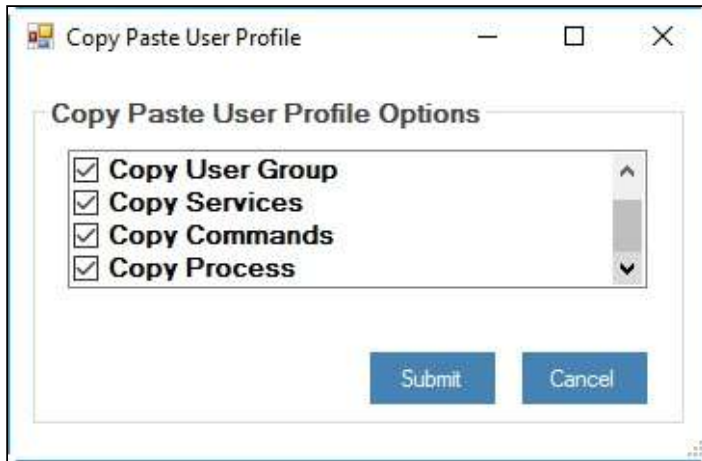 Copy Paste User Profile
Copy Paste User Profile Options
Copy User Group
Copy Services
Copy Commands
Copy Process
Submit
Cancel